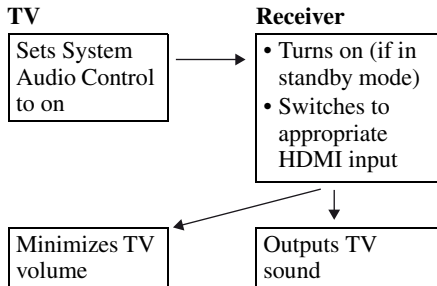 TV
Receiver
Sets System
Audio Control
to on
• Turns on (if in
standby mode)
• Switches to
appropriate
HDMI input
Minimizes TV
volume
Outputs TV
sound